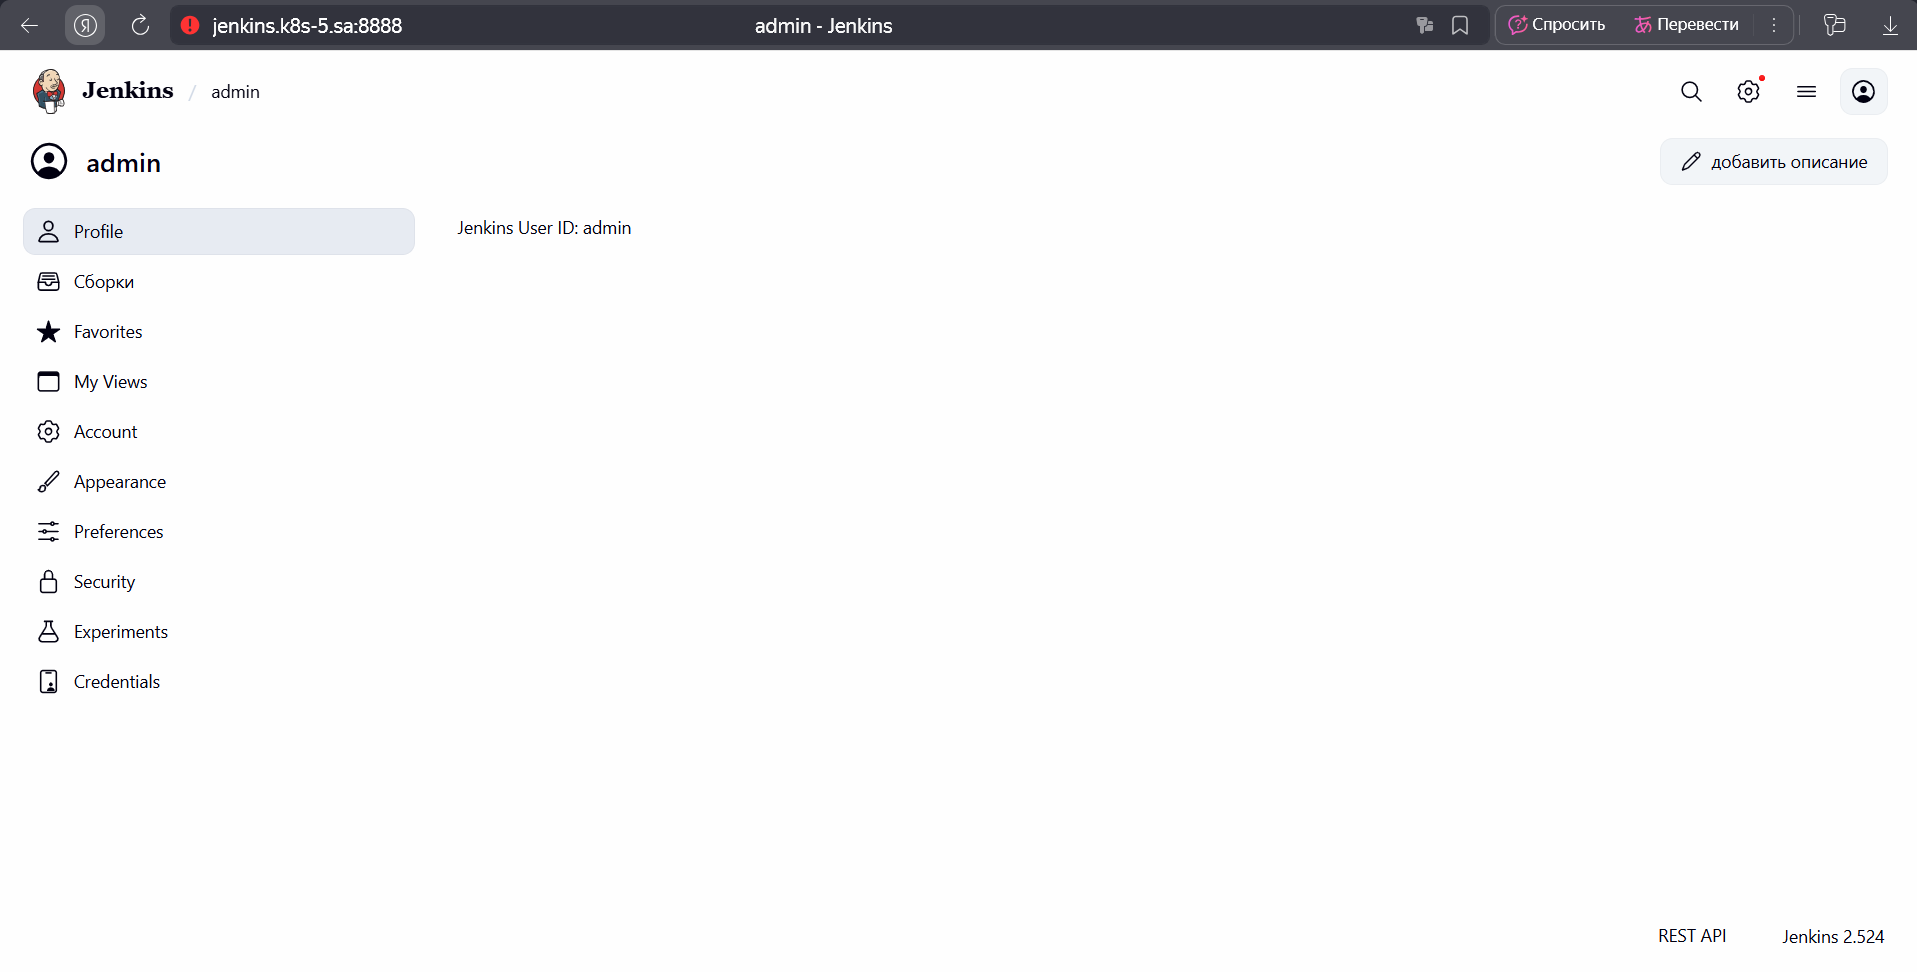 jenkins.k8s-5.sa:8888
admin - Jenkins
Спросить
Перевести
Jenkins / admin
admin
добавить описание
Profile
Jenkins User ID: admin
Сборки
Favorites
My Views
Account
Appearance
Preferences
Security
Experiments
Credentials
REST API
Jenkins 2.524